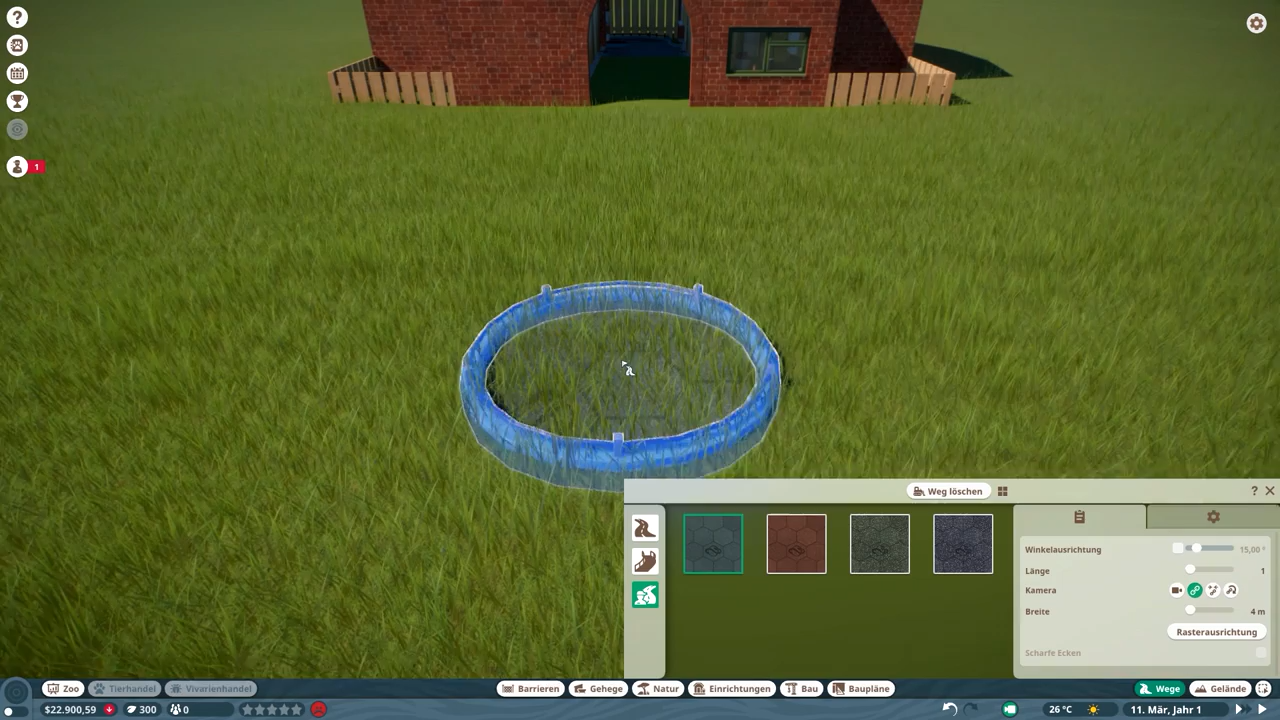 ?
1
Weg löschen
?
Winkelausrichtung 15,00 °
Länge 1
Kamera
Breite 4 m
Rasterausrichtung
Scharfe Ecken
Zoo Tierhandel Vivarienhandel Barrieren Gehege Natur Einrichtungen Bau Baupläne Wege Gelände
$22.900,59 300 0 26 °C 11. Mär, Jahr 1